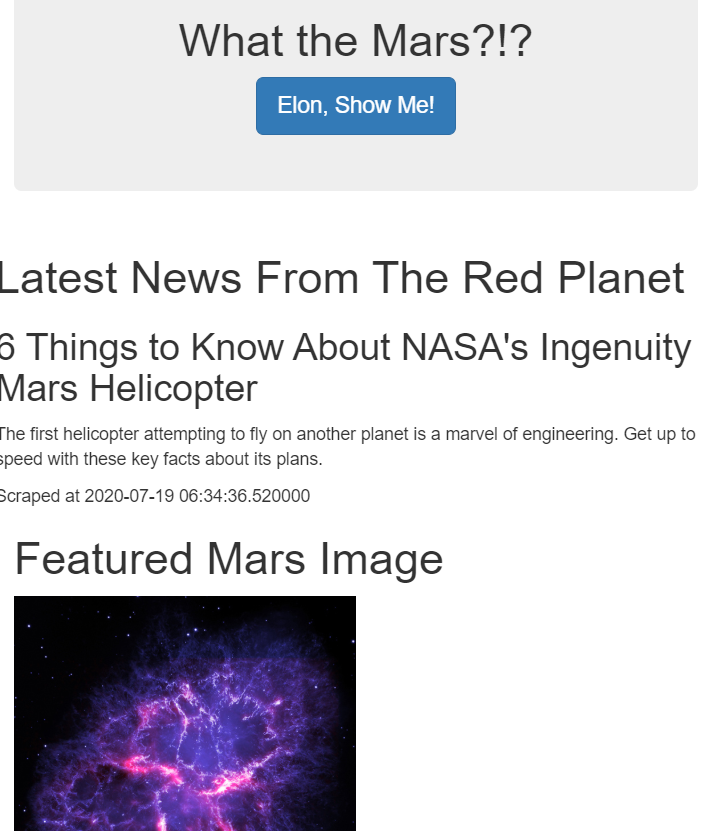 What the Mars?!?
Elon, Show Me!
Latest News From The Red Planet
6 Things to Know About NASA's Ingenuity
Mars Helicopter
The first helicopter attempting to fly on another planet is a marvel of engineering. Get up to
speed with these key facts about its plans.
Scraped at 2020-07-19 06:34:36.520000
Featured Mars Image